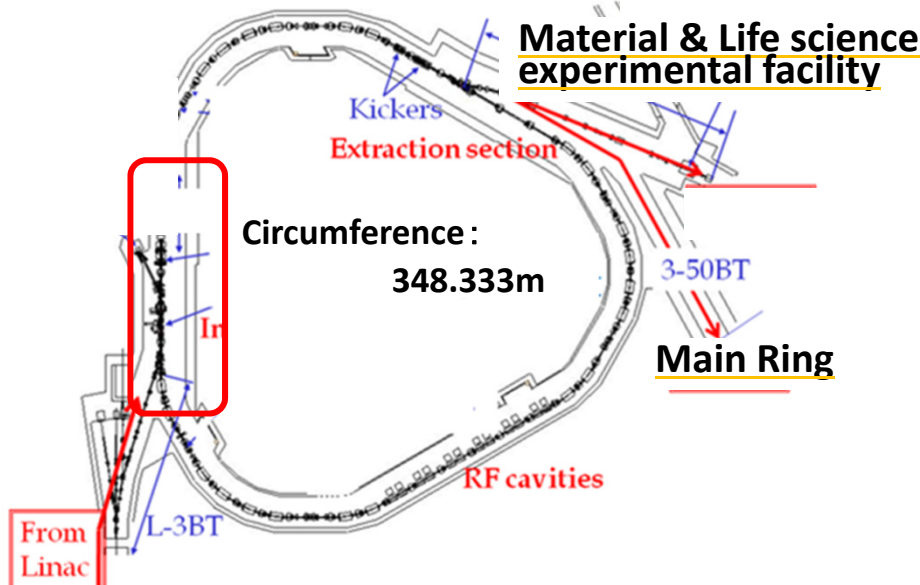 Material & Life science
experimental facility
Kickers
Extraction section
Circumference:
348.333m
3-50BT
In
Main Ring
RF cavities
L-3BT
From
Linac